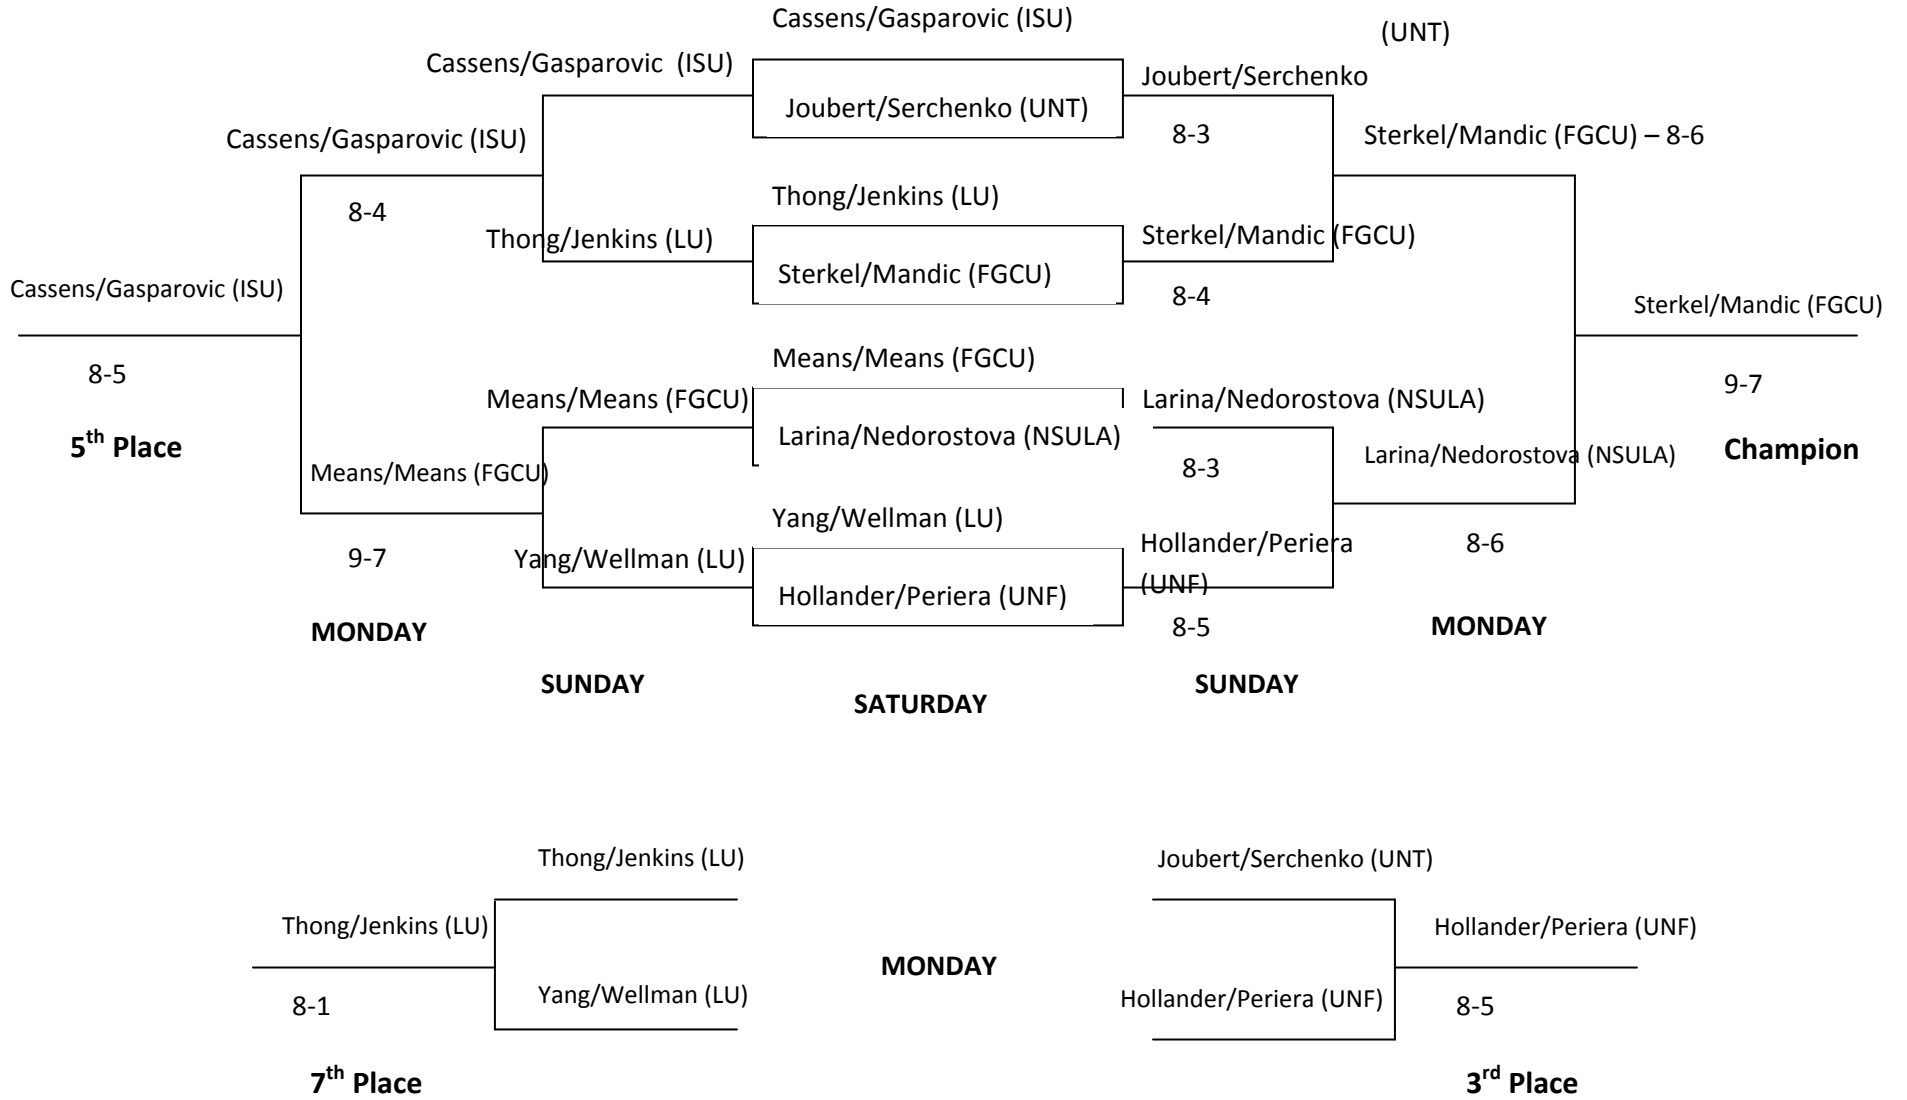 Cassens/Gasparovic (ISU)
(UNT)
Cassens/Gasparovic (ISU)
Joubert/Serchenko
Joubert/Serchenko (UNT)
Cassens/Gasparovic (ISU)
8-3
Sterkel/Mandic (FGCU) – 8-6
Thong/Jenkins (LU)
8-4
Thong/Jenkins (LU)
Sterkel/Mandic (FGCU)
Sterkel/Mandic (FGCU)
Cassens/Gasparovic (ISU)
8-4
Sterkel/Mandic (FGCU)
8-5
Means/Means (FGCU)
9-7
Means/Means (FGCU)
Larina/Nedorostova (NSULA)
5th Place
Larina/Nedorostova (NSULA)
Larina/Nedorostova (NSULA)
Champion
Means/Means (FGCU)
8-3
Yang/Wellman (LU)
9-7
Yang/Wellman (LU)
Hollander/Periera
(UNF)
8-6
Hollander/Periera (UNF)
MONDAY
8-5
MONDAY
SUNDAY
SATURDAY
SUNDAY
Thong/Jenkins (LU)
Joubert/Serchenko (UNT)
Thong/Jenkins (LU)
Hollander/Periera (UNF)
MONDAY
Yang/Wellman (LU)
Hollander/Periera (UNF)
8-1
8-5
7th Place
3rd Place